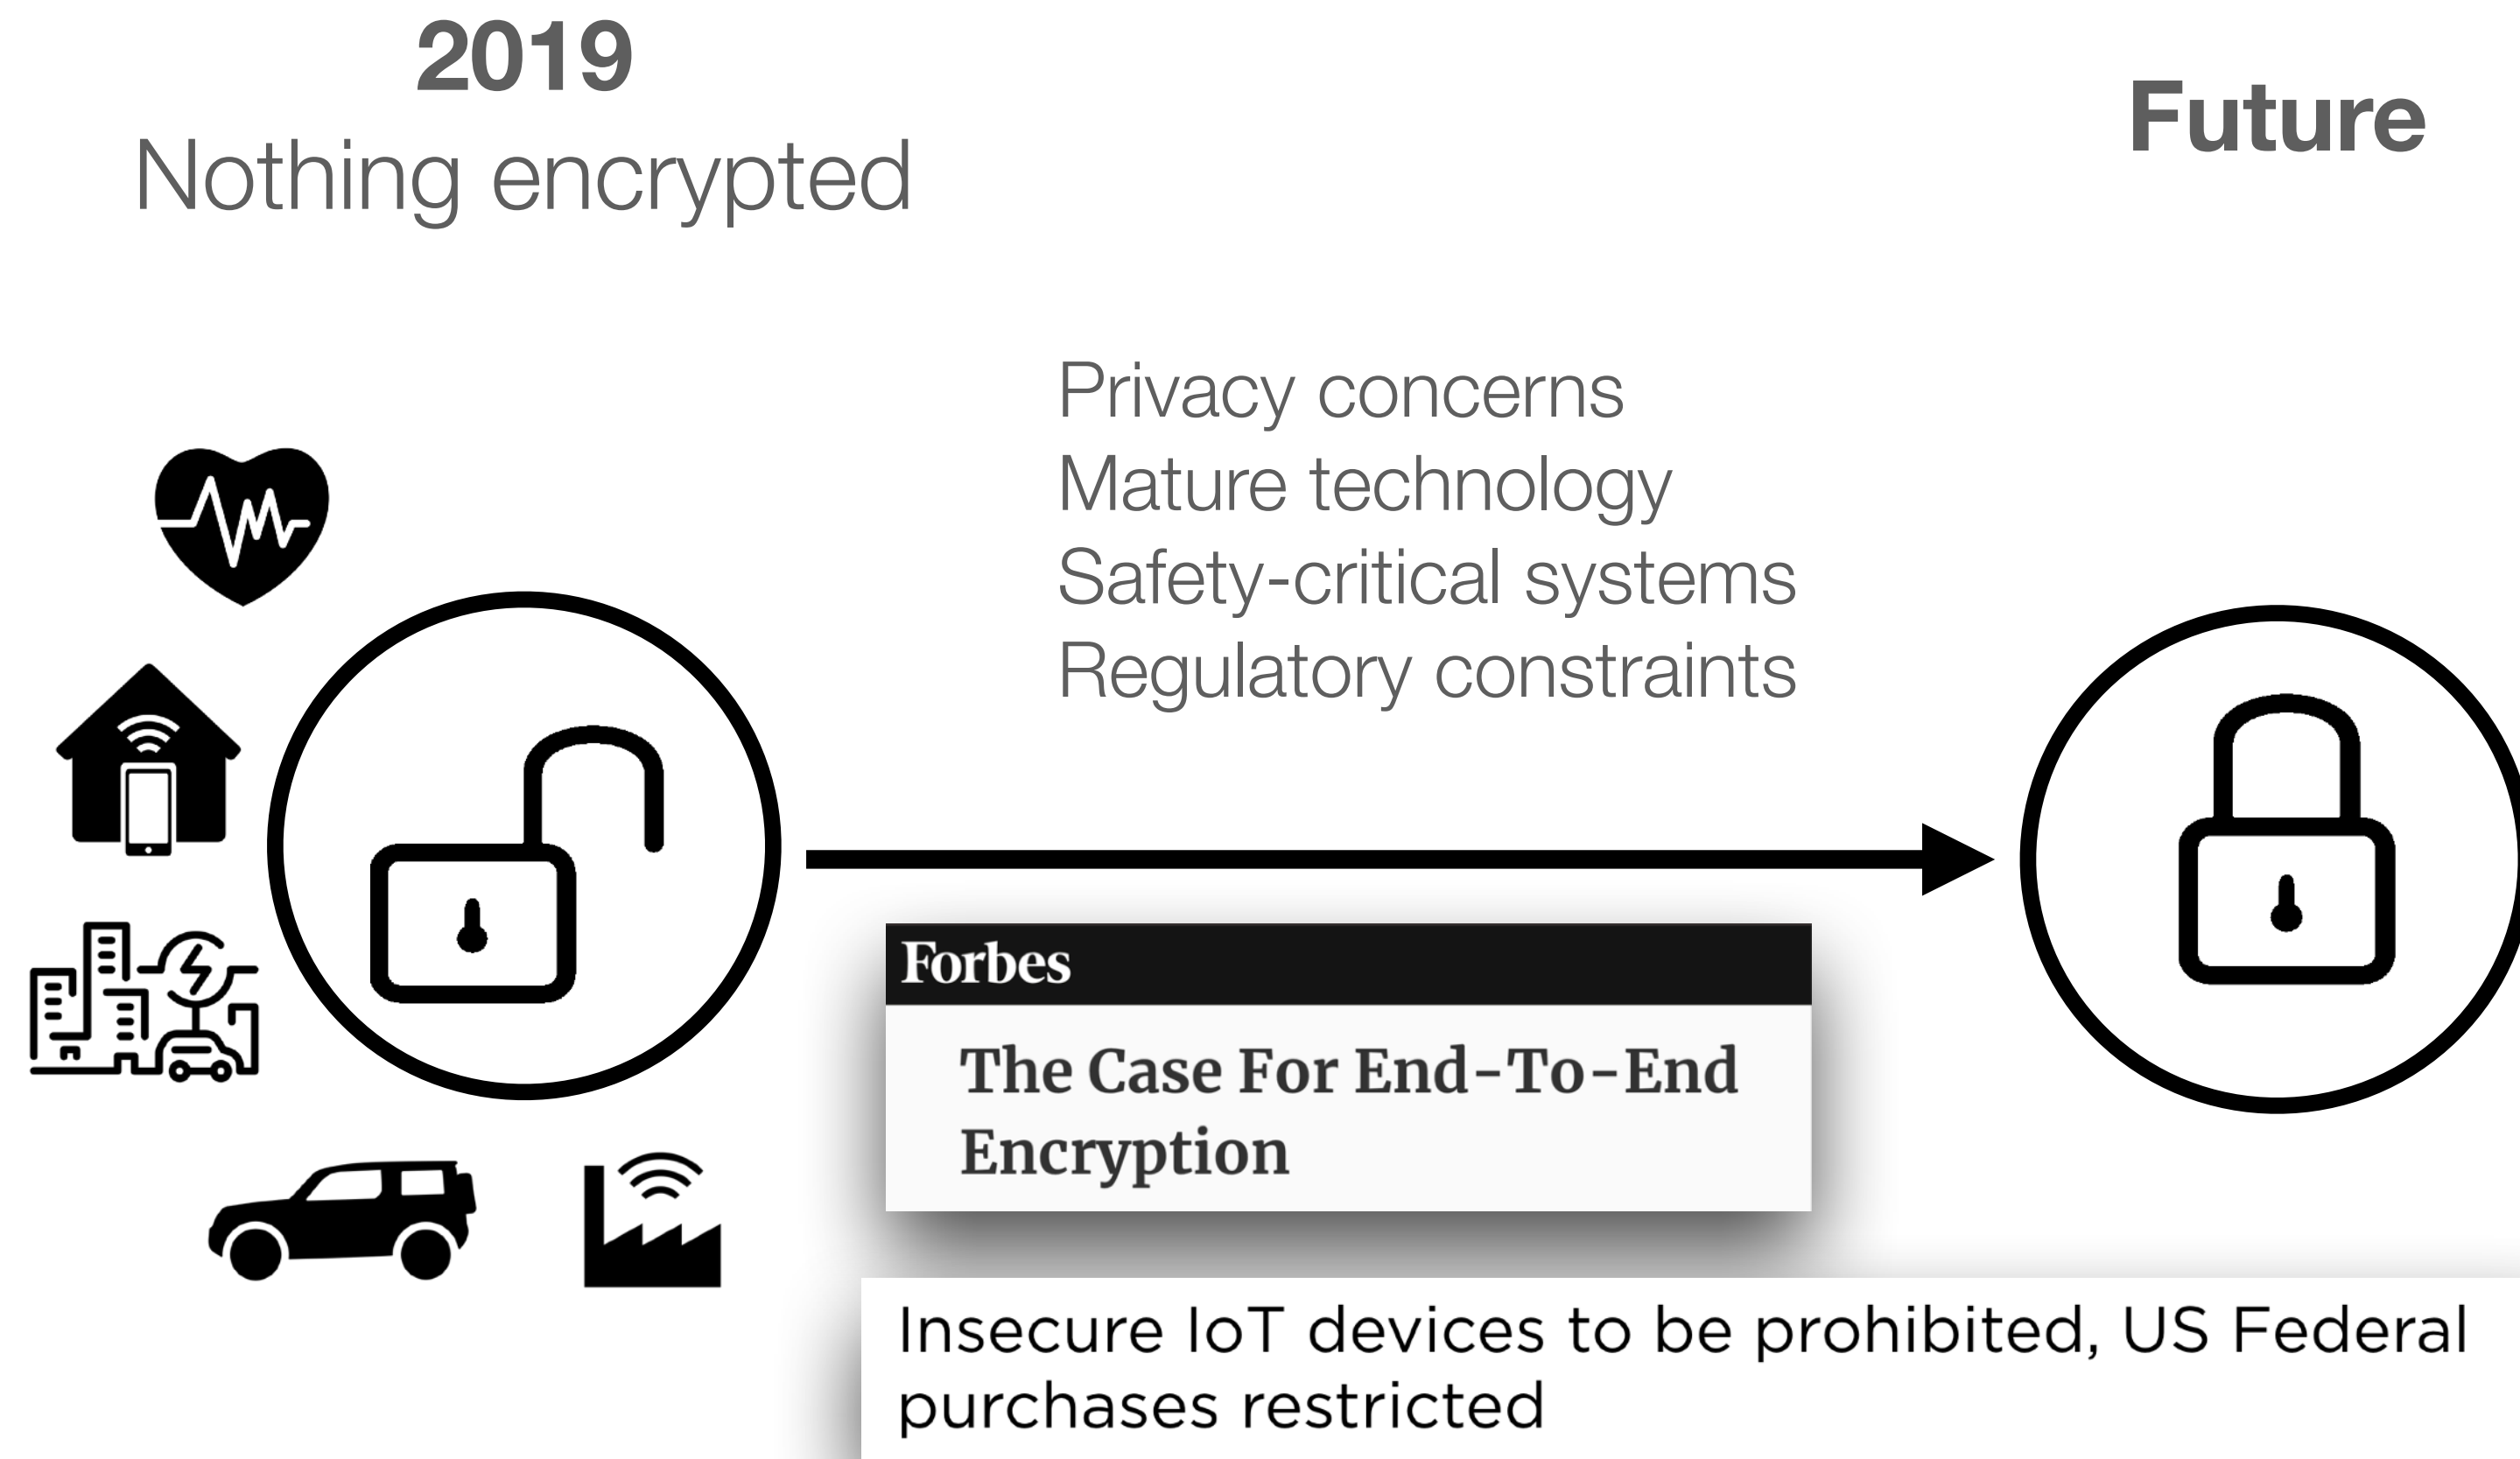 2019
Nothing encrypted
Future
Privacy concerns
Mature technology
Safety-critical systems
Regulatory constraints
Forbes
The Case For End-To-End
Encryption
Insecure IoT devices to be prohibited, US Federal
purchases restricted